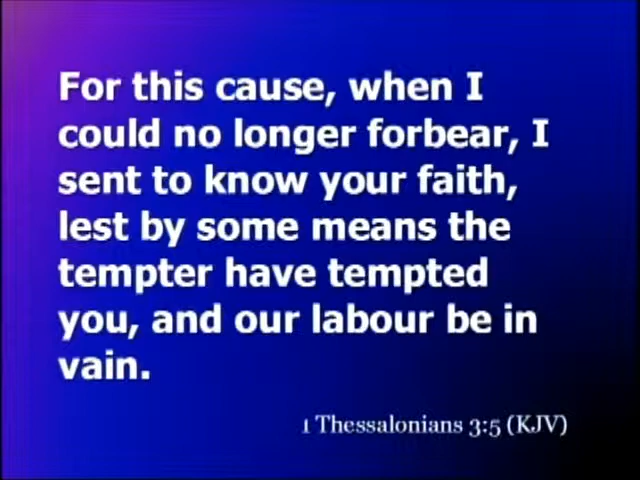 For this cause, when I
could no longer forbear, I
sent to know your faith,
lest by some means the
tempter have tempted
you, and our labour be in
vain.
1 Thessalonians 3:5 (KJV)